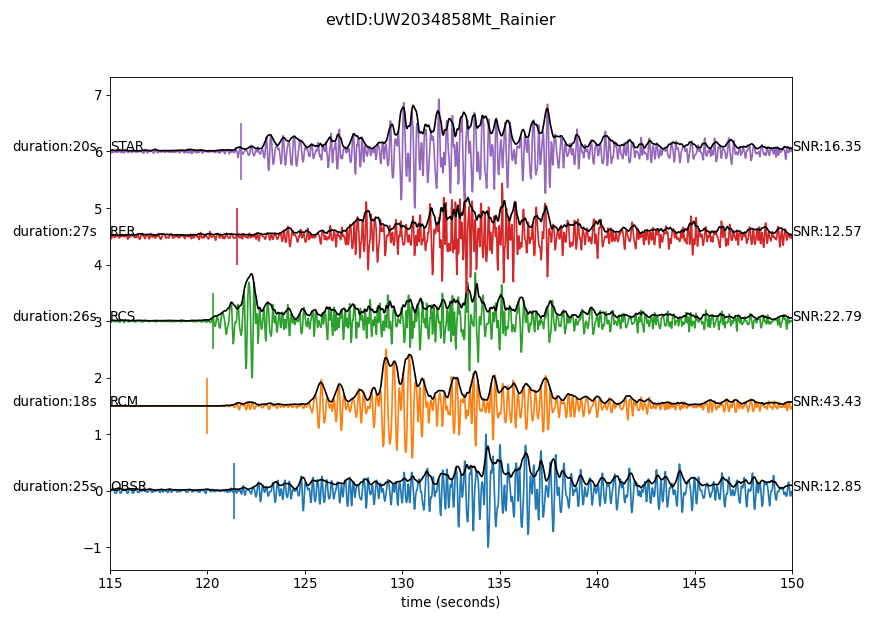 evtID:UW2034858Mt_Rainier
7
duration:20s 6 STAR SNR:16.35
5
duration:27s RER SNR:12.57
4
duration:26s 3 RCS SNR:22.79
2
duration:18s RCM SNR:43.43
1
duration:25s 0 OBSR SNR:12.85
−1
115 120 125 130 135 140 145 150
time (seconds)